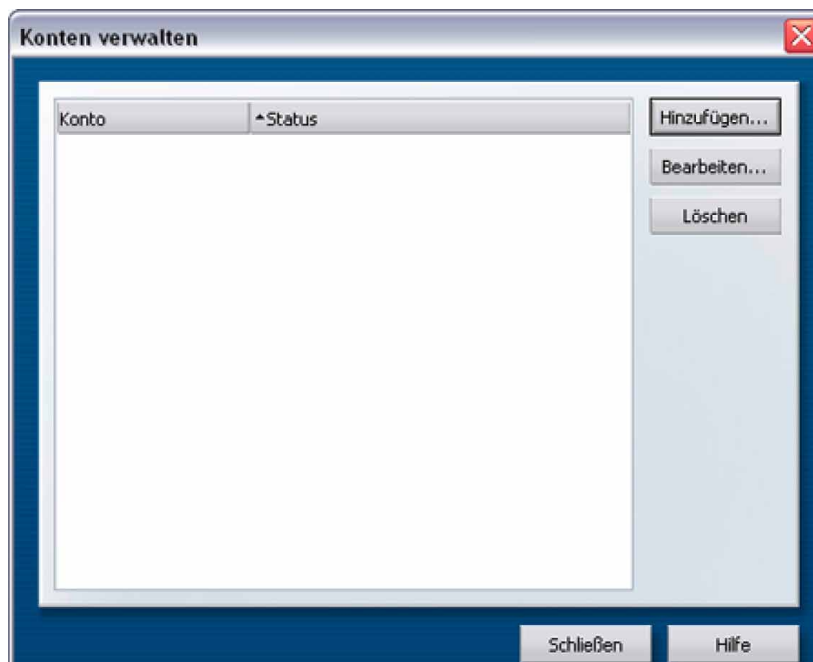 Konten verwalten
Konto
Status
Hinzufügen...
Bearbeiten...
Löschen
Schließen
Hilfe